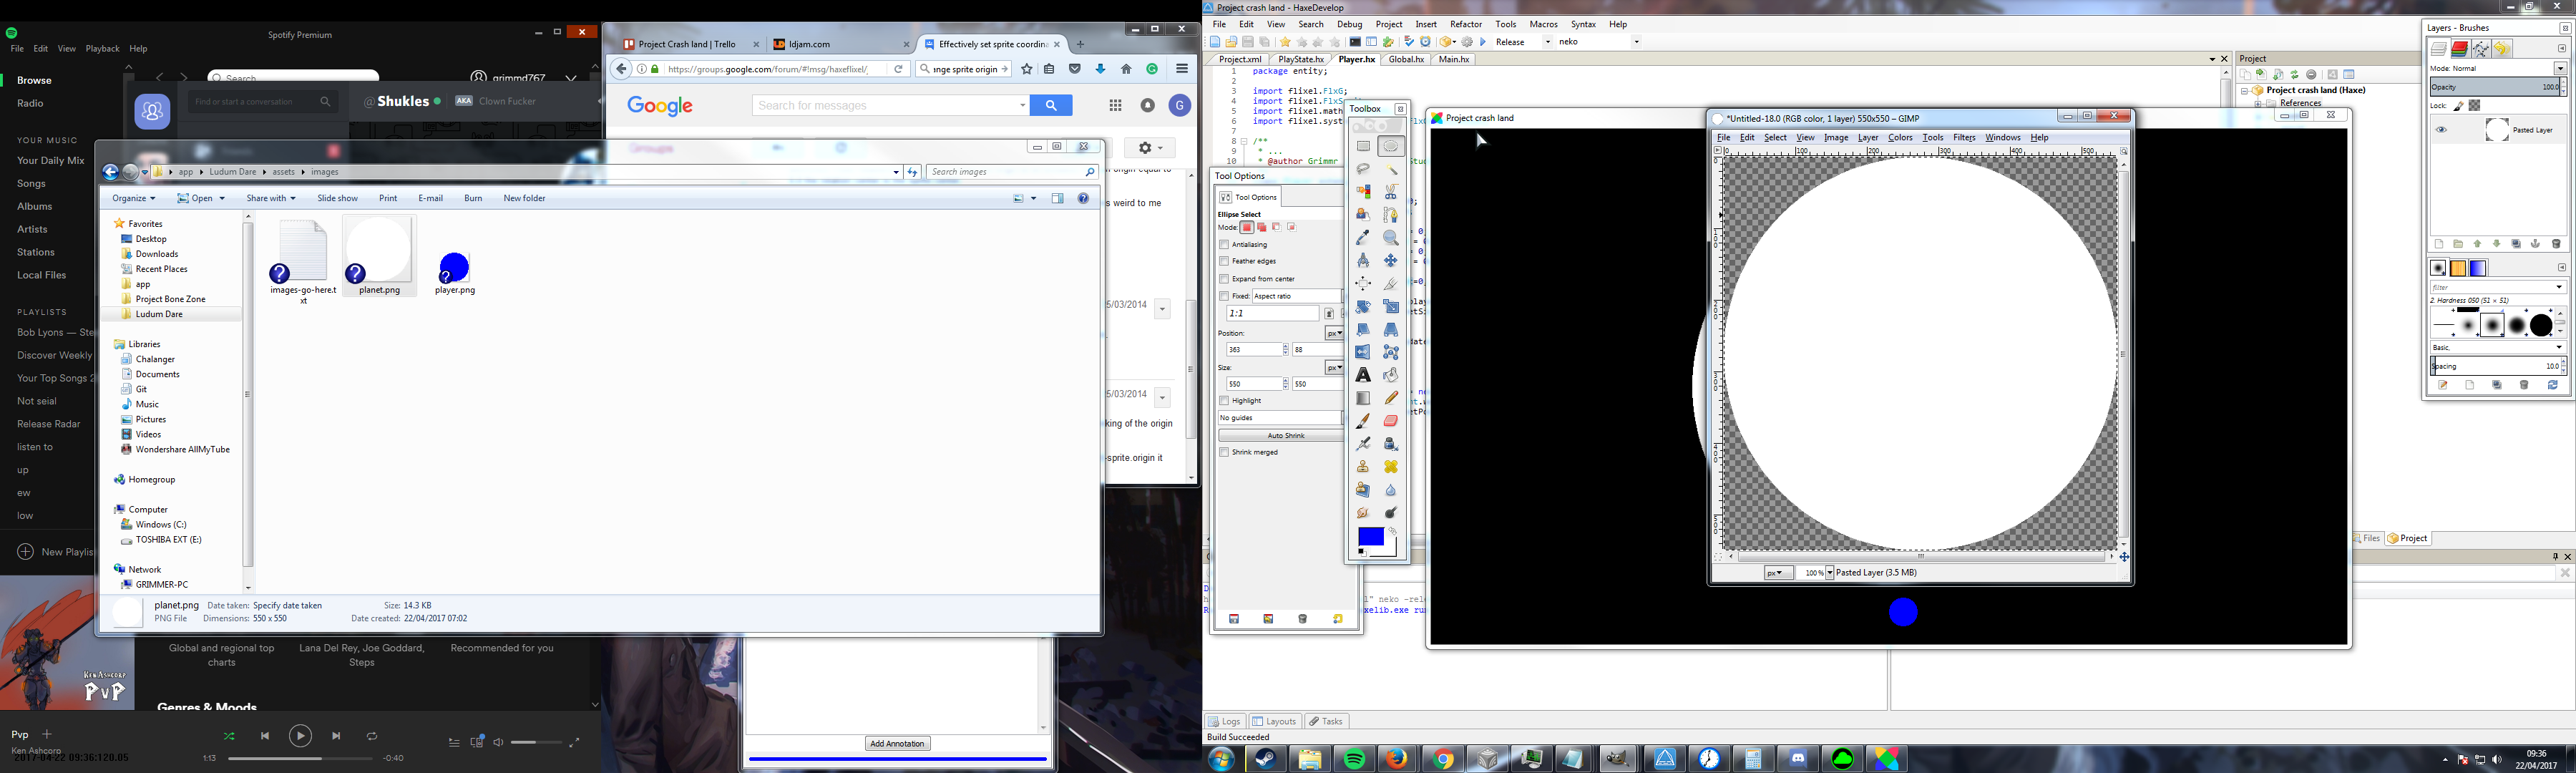 Spotify Premium
File Edit View Playback Help
Search
grimmd767
Browse
Radio
YOUR MUSIC
Your Daily Mix
Songs
Albums
Artists
Stations
Local Files
PLAYLISTS
Bob Lyons — Ste
Discover Weekly
Your Top Songs 2
Not seial
Release Radar
listen to
up
ew
low
New Playlis
Find or start a conversation
@Shukles
AKA Clown Fucker
Global and regional top charts
Lana Del Rey, Joe Goddard, Steps
Recommended for you
Genres & Moods
KEN ASHCORP
PvP
Pvp
Ken Ashcorp
2017-04-22 09:36:120.05
1:13
-0:40
Project Crash land | Trello
ldjam.com
Effectively set sprite coordina
https://groups.google.com/forum/#!msg/haxeflixel/
nge sprite origin
Google
Search for messages
G
Groups
n origin equal to
s weird to me
5/03/2014
5/03/2014
king of the origin
-sprite.origin it
app
Ludum Dare
assets
images
Search images
Organize
Open
Share with
Slide show
Print
E-mail
Burn
New folder
Favorites
Desktop
Downloads
Recent Places
app
Project Bone Zone
Ludum Dare
Libraries
Chalanger
Documents
Git
Music
Pictures
Videos
Wondershare AllMyTube
Homegroup
Computer
Windows (C:)
TOSHIBA EXT (E:)
Network
GRIMMER-PC
images-go-here.t
xt
planet.png
player.png
planet.png Date taken: Specify date taken Size: 14.3 KB
PNG File Dimensions: 550 x 550 Date created: 22/04/2017 07:02
Add Annotation
Project crash land - HaxeDevelop
File Edit View Search Debug Project Insert Refactor Tools Macros Syntax Help
Release
neko
Project.xml PlayState.hx Player.hx Global.hx Main.hx
1 package entity;
2
3 import flixel.FlxG;
4 import flixel.FlxS
5 import flixel.math
6 import flixel.syst
7
8 /**
9 * ...
10 * @author Grimmr
Project
Project crash land (Haxe)
References
Files
Project
Toolbox
Tool Options
Tool Options
Ellipse Select
Mode:
Antialiasing
Feather edges
Expand from center
Fixed: Aspect ratio
1:1
Position:
px
363
88
Size:
px
550
550
Highlight
No guides
Auto Shrink
Shrink merged
Project crash land
*Untitled-18.0 (RGB color, 1 layer) 550x550 – GIMP
File Edit Select View Image Layer Colors Tools Filters Windows Help
0 100 200 300 400 500
px
100 %
Pasted Layer (3.5 MB)
Layers - Brushes
Mode: Normal
Opacity 100.0
Lock:
Pasted Layer
filter
2. Hardness 050 (51 × 51)
Basic,
Spacing 10.0
" neko -rele
xelib.exe run
Logs
Layouts
Tasks
Build Succeeded
09:36
22/04/2017